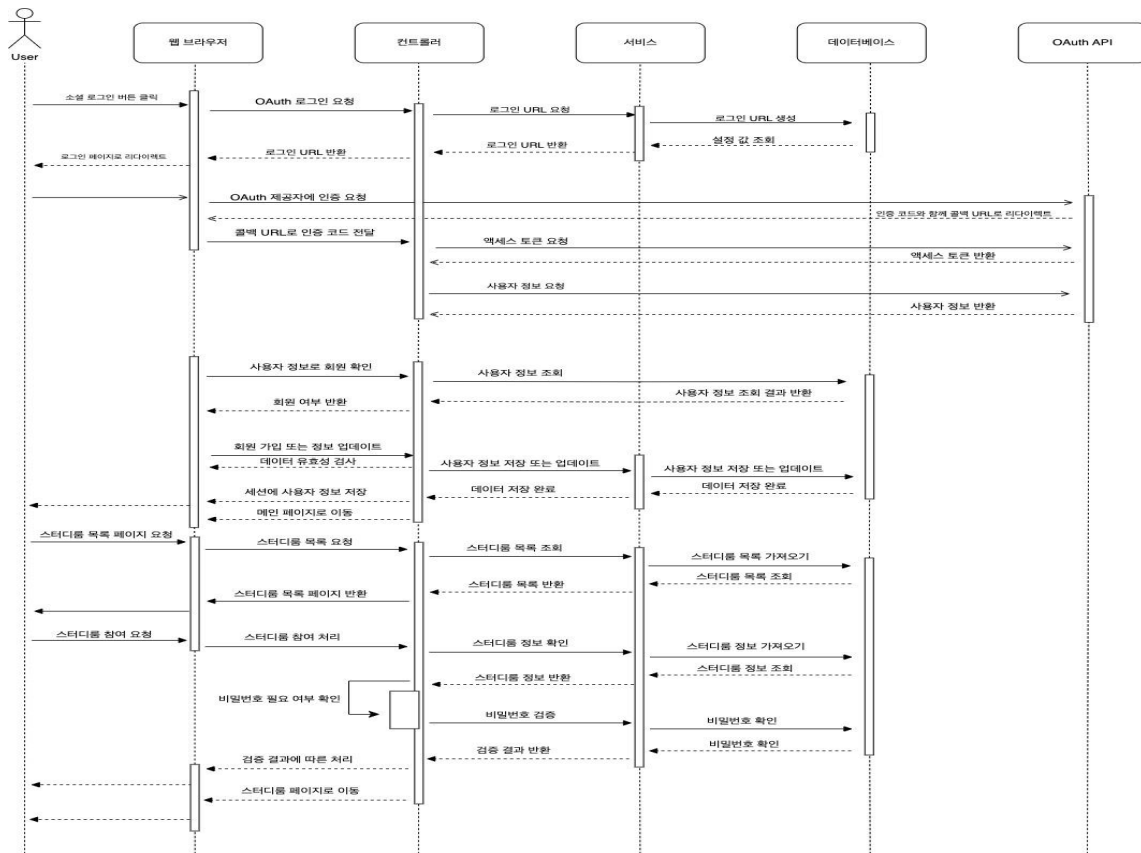 User
웹 브라우저
컨트롤러
서비스
데이터베이스
OAuth API
소셜 로그인 버튼 클릭
OAuth 로그인 요청
로그인 URL 요청
로그인 URL 생성
설정 값 조회
로그인 URL 반환
로그인 URL 반환
로그인 페이지로 리다이렉트
OAuth 제공자에 인증 요청
인증 코드와 함께 콜백 URL로 리다이렉트
콜백 URL로 인증 코드 전달
액세스 토큰 요청
액세스 토큰 반환
사용자 정보 요청
사용자 정보 반환
사용자 정보로 회원 확인
사용자 정보 조회
사용자 정보 조회 결과 반환
회원 여부 반환
회원 가입 또는 정보 업데이트
데이터 유효성 검사
사용자 정보 저장 또는 업데이트
사용자 정보 저장 또는 업데이트
데이터 저장 완료
데이터 저장 완료
세션에 사용자 정보 저장
메인 페이지로 이동
스터디룸 목록 페이지 요청
스터디룸 목록 요청
스터디룸 목록 조회
스터디룸 목록 가져오기
스터디룸 목록 조회
스터디룸 목록 반환
스터디룸 목록 페이지 반환
스터디룸 참여 요청
스터디룸 참여 처리
스터디룸 정보 확인
스터디룸 정보 가져오기
스터디룸 정보 조회
스터디룸 정보 반환
비밀번호 필요 여부 확인
비밀번호 검증
비밀번호 확인
비밀번호 확인
검증 결과 반환
검증 결과에 따른 처리
스터디룸 페이지로 이동